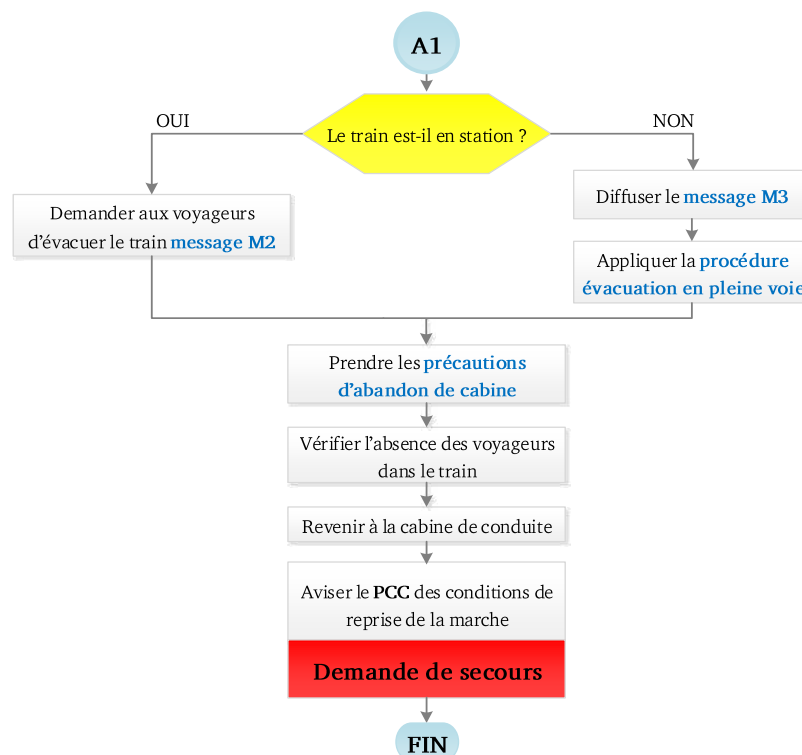 A1
Le train est-il en station ?
OUI
NON
Demander aux voyageurs
d’évacuer le train message M2
Diffuser le message M3
Appliquer la procédure
évacuation en pleine voie
Prendre les précautions
d’abandon de cabine
Vérifier l’absence des voyageurs
dans le train
Revenir à la cabine de conduite
Aviser le PCC des conditions de
reprise de la marche
Demande de secours
FIN